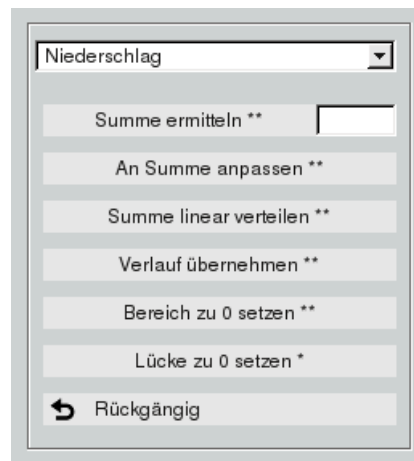 Niederschlag
Summe ermitteln **
An Summe anpassen **
Summe linear verteilen **
Verlauf übernehmen **
Bereich zu 0 setzen **
Lücke zu 0 setzen *
Rückgängig